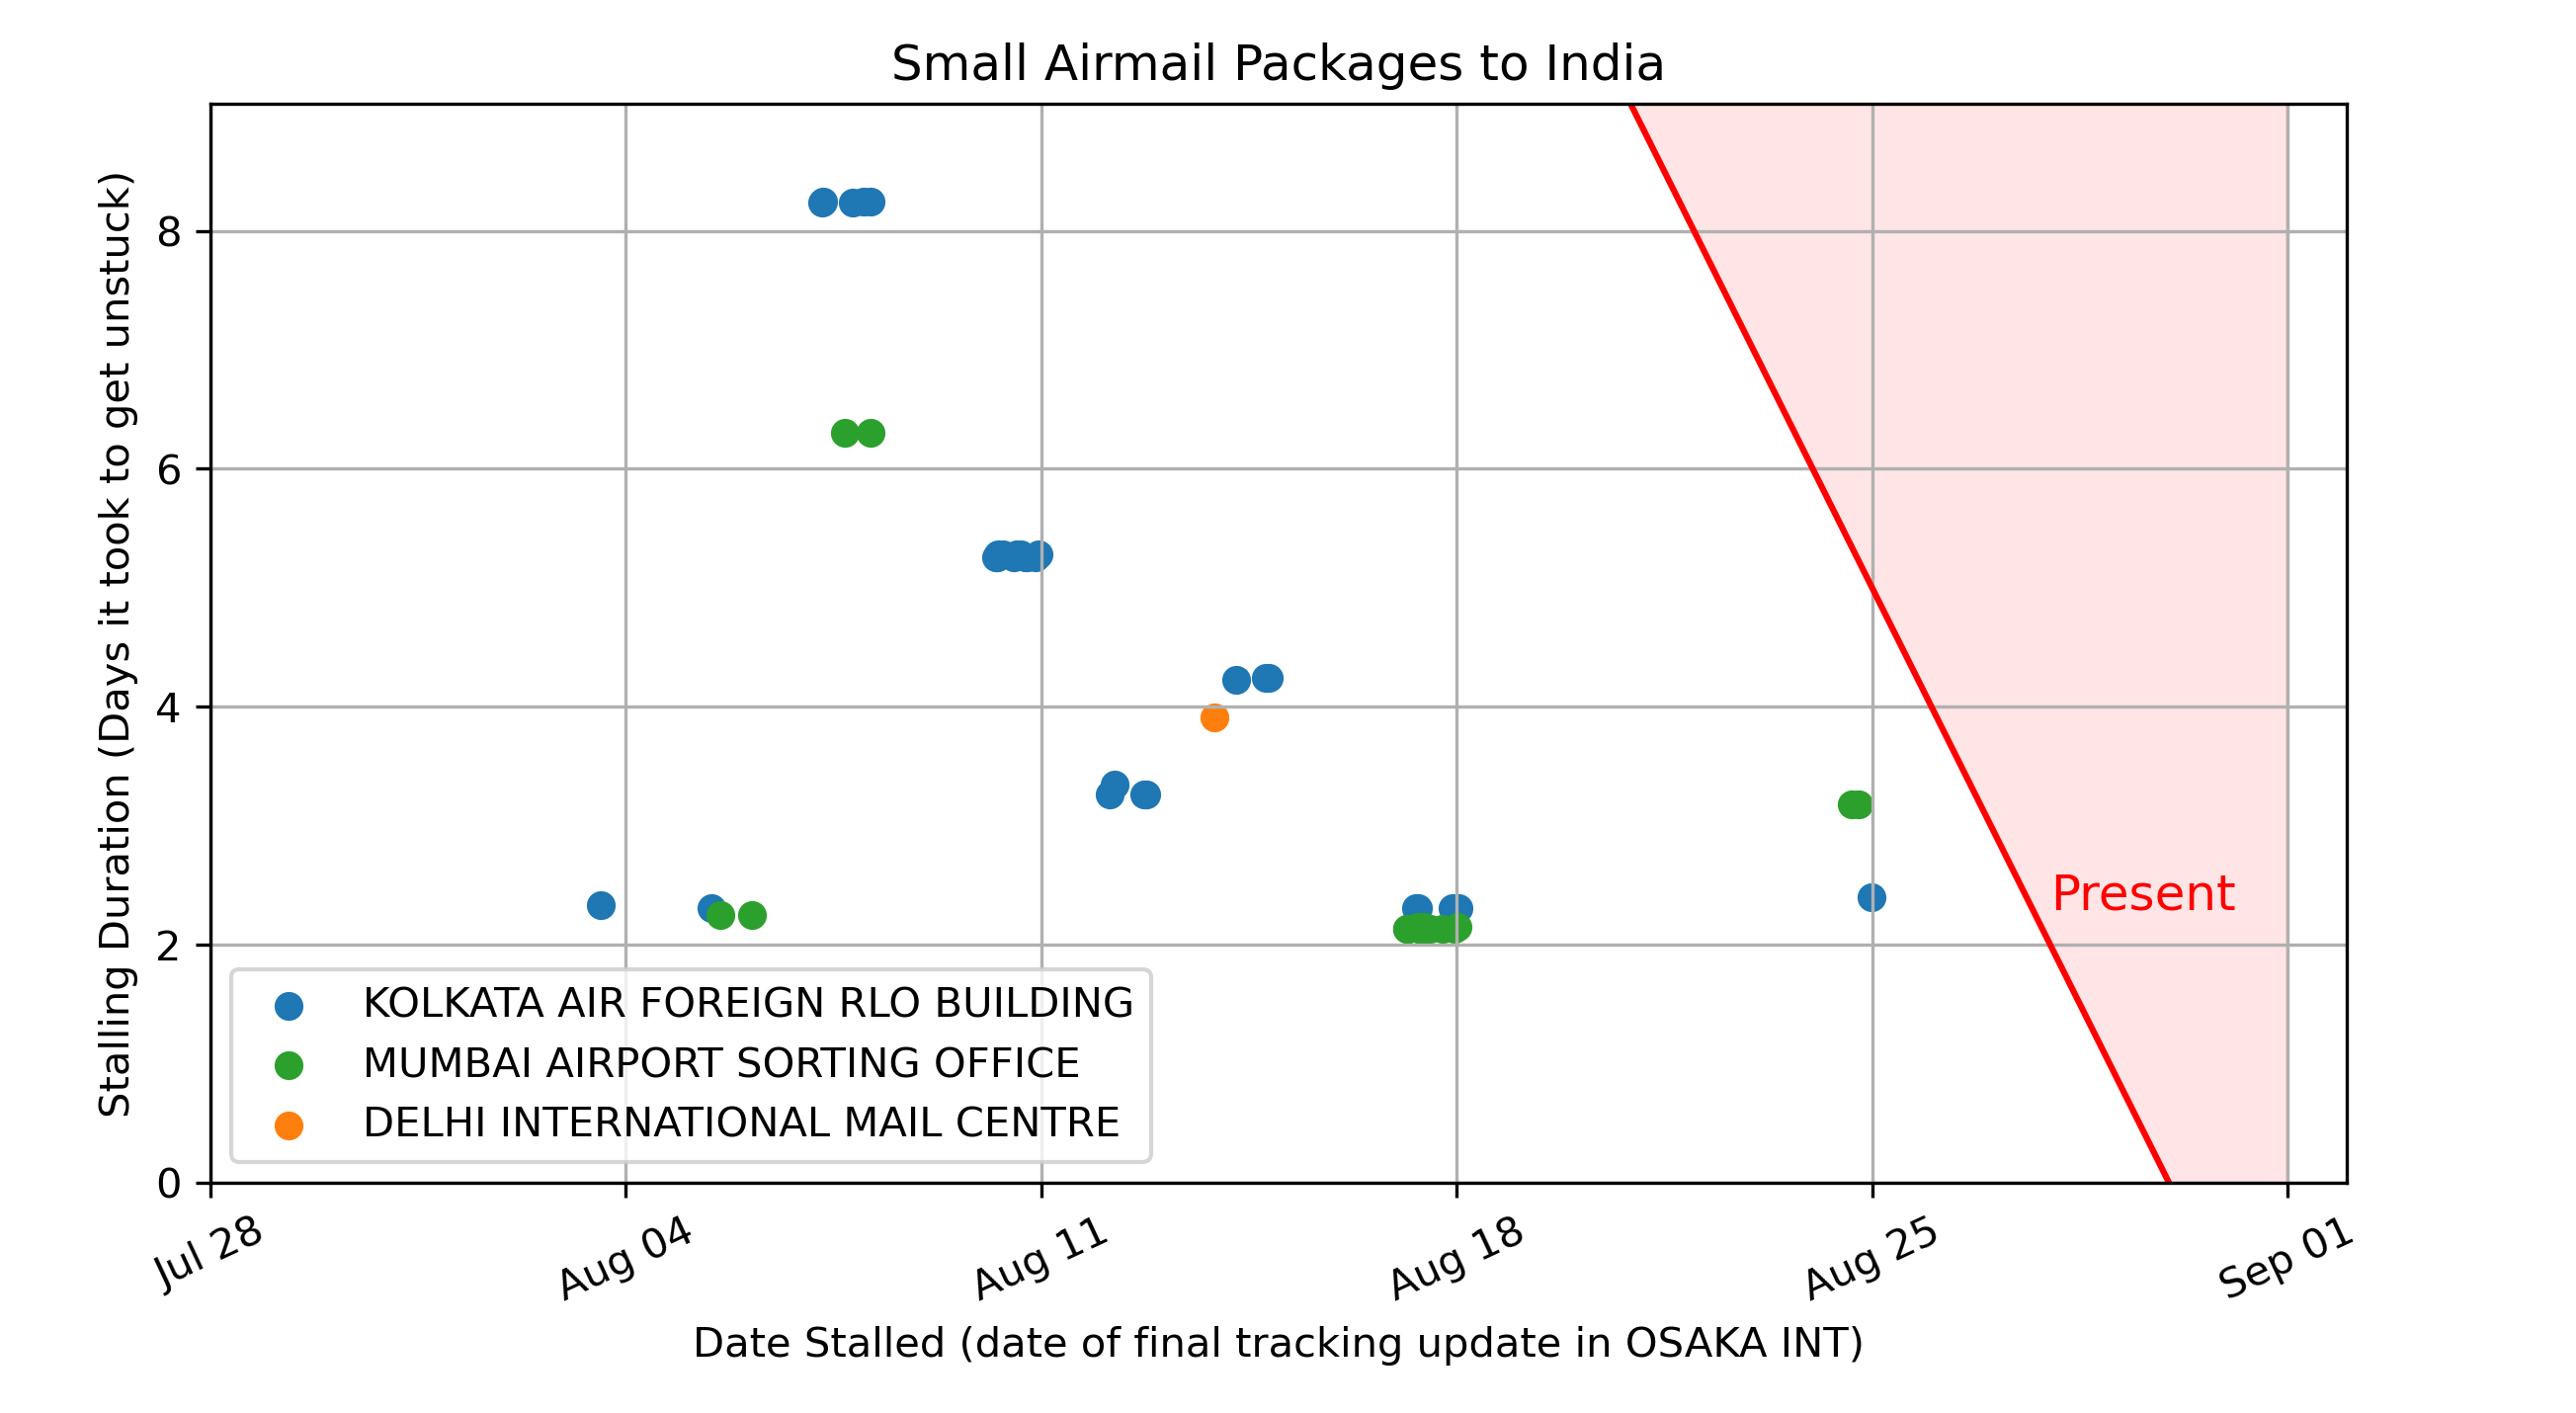 Small Airmail Packages to India
Stalling Duration (Days it took to get unstuck)
8
6
4
2
0
Present
KOLKATA AIR FOREIGN RLO BUILDING
MUMBAI AIRPORT SORTING OFFICE
DELHI INTERNATIONAL MAIL CENTRE
Jul 28
Aug 04
Aug 11
Aug 18
Aug 25
Sep 01
Date Stalled (date of final tracking update in OSAKA INT)